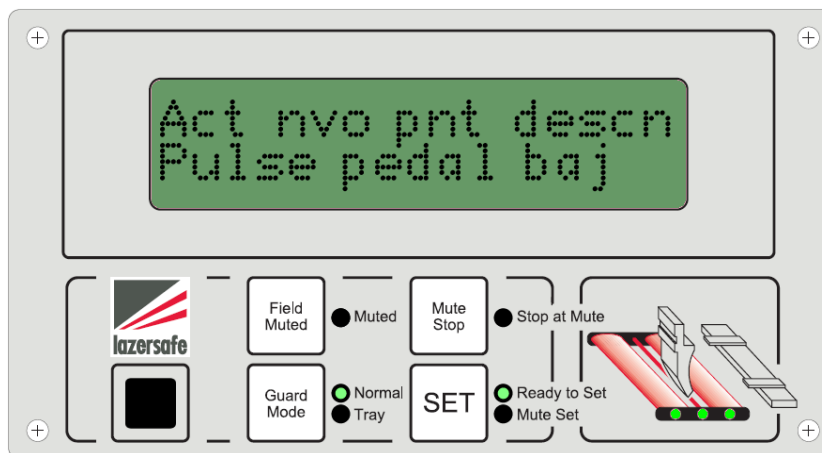 Act nvo pnt descn
Pulse pedal baj
lazersafe
Field
Muted
Muted
Mute
Stop
Stop at Mute
Guard
Mode
Normal
Tray
SET
Ready to Set
Mute Set